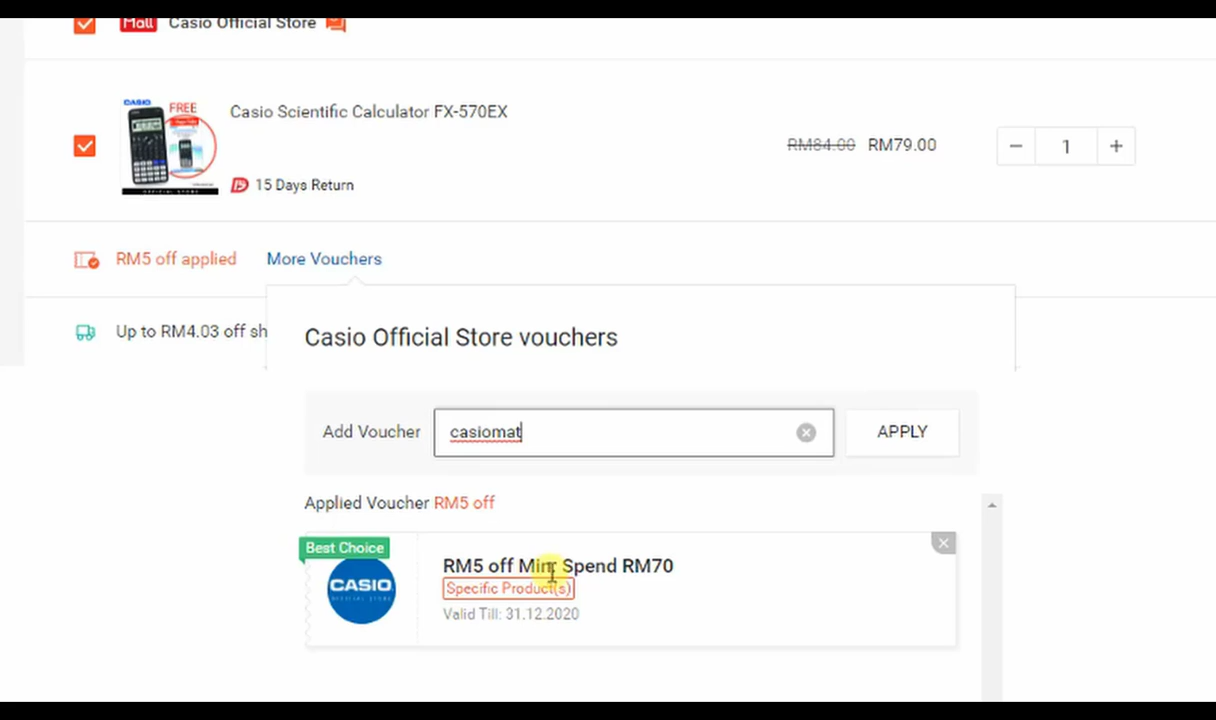 Mall Casio Official Store
CASIO
FREE
Casio Scientific Calculator FX-570EX
RM84.00 RM79.00
1
15 Days Return
RM5 off applied More Vouchers
Up to RM4.03 off sh
Casio Official Store vouchers
Add Voucher casiomat APPLY
Applied Voucher RM5 off
Best Choice
CASIO
RM5 off Min. Spend RM70
Specific Product(s)
Valid Till: 31.12.2020